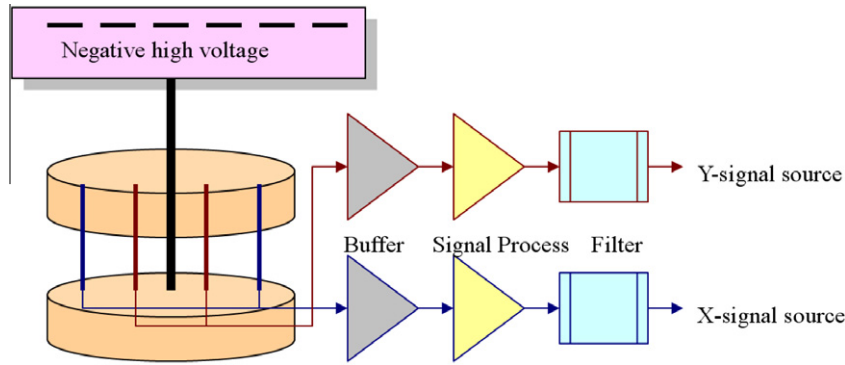 Negative high voltage
Y-signal source
Buffer Signal Process Filter
X-signal source